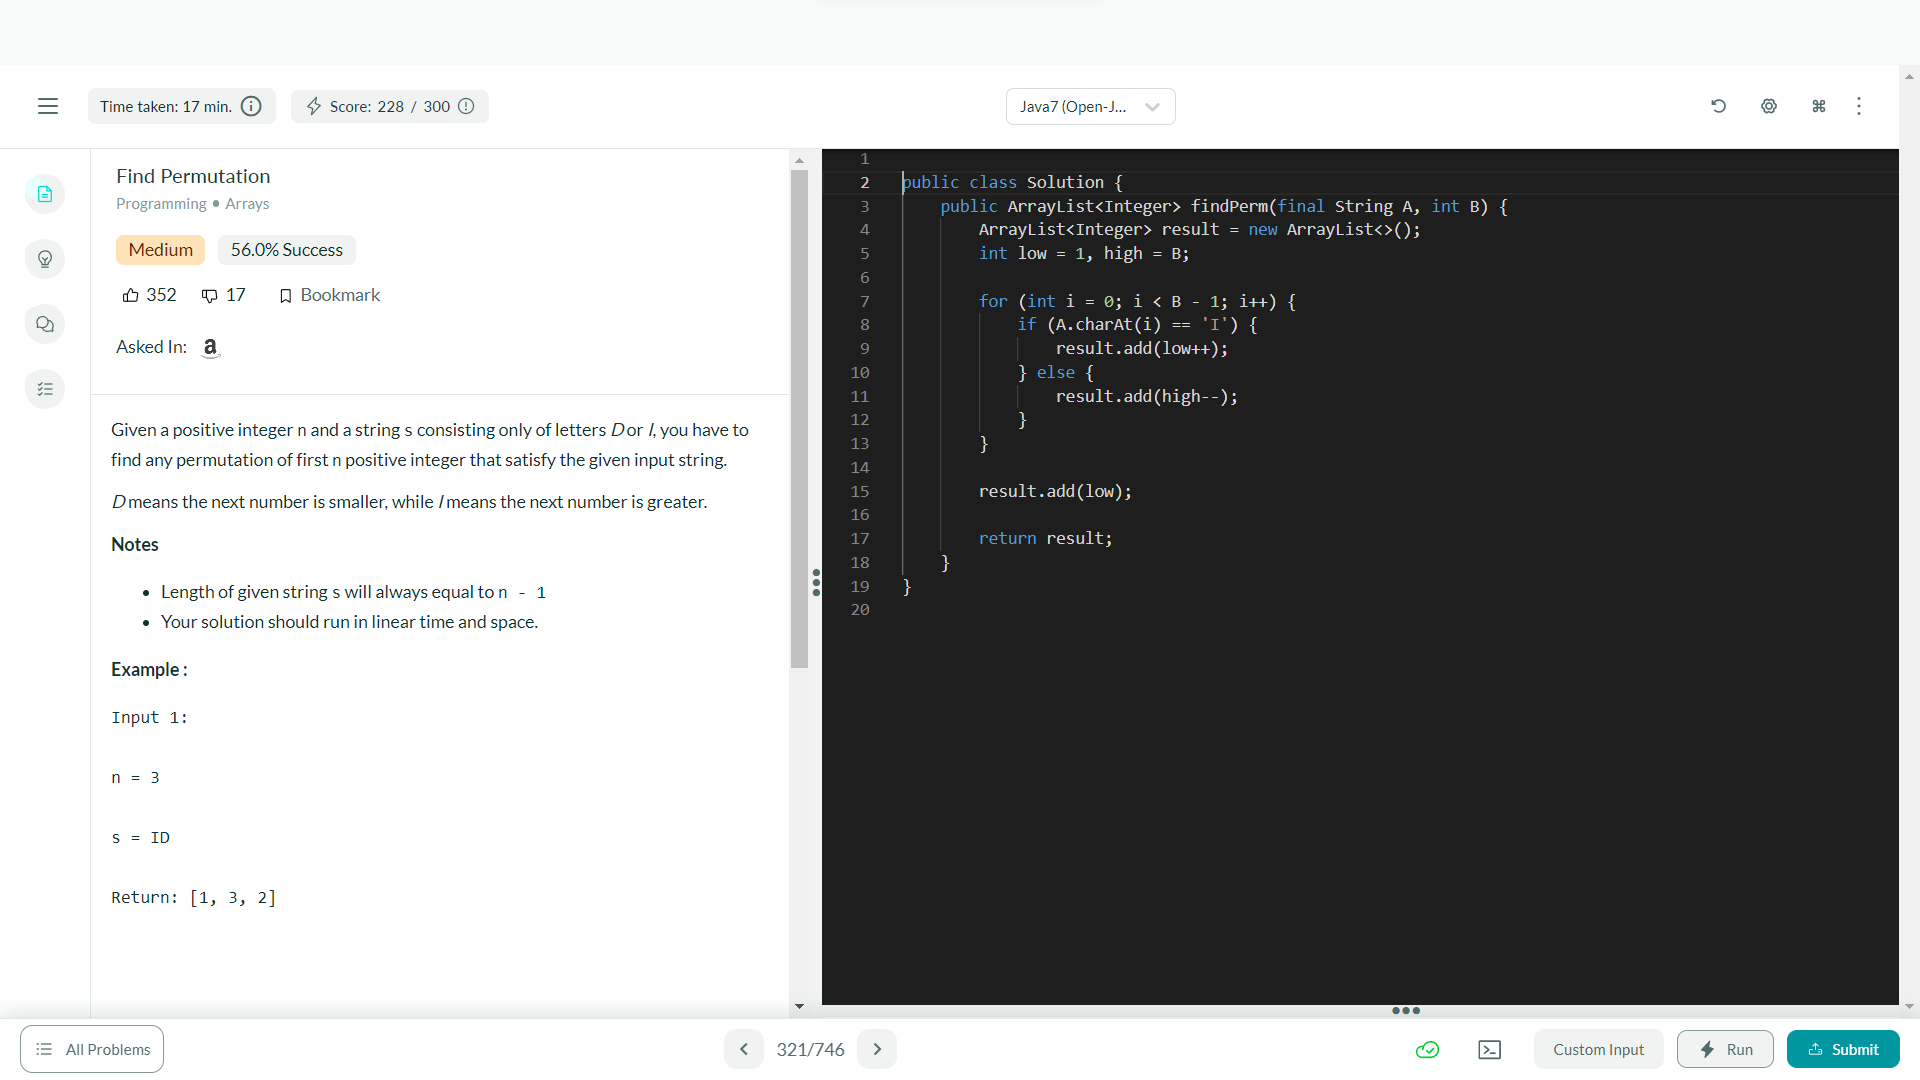 Time taken: 17 min.
Score: 228 / 300
Java7 (Open-J...
Find Permutation
Programming • Arrays
Medium
56.0% Success
352
17
Bookmark
Asked In:
Given a positive integer n and a string s consisting only of letters D or I, you have to
find any permutation of first n positive integer that satisfy the given input string.
D means the next number is smaller, while I means the next number is greater.
Notes
• Length of given string s will always equal to n - 1
• Your solution should run in linear time and space.
Example :
Input 1:
n = 3
s = ID
Return: [1, 3, 2]
1
2 public class Solution {
3     public ArrayList<Integer> findPerm(final String A, int B) {
4         ArrayList<Integer> result = new ArrayList<>();
5         int low = 1, high = B;
6
7         for (int i = 0; i < B - 1; i++) {
8             if (A.charAt(i) == 'I') {
9                 result.add(low++);
10             } else {
11                 result.add(high--);
12             }
13         }
14
15         result.add(low);
16
17         return result;
18     }
19 }
20
All Problems
321/746
Custom Input
Run
Submit